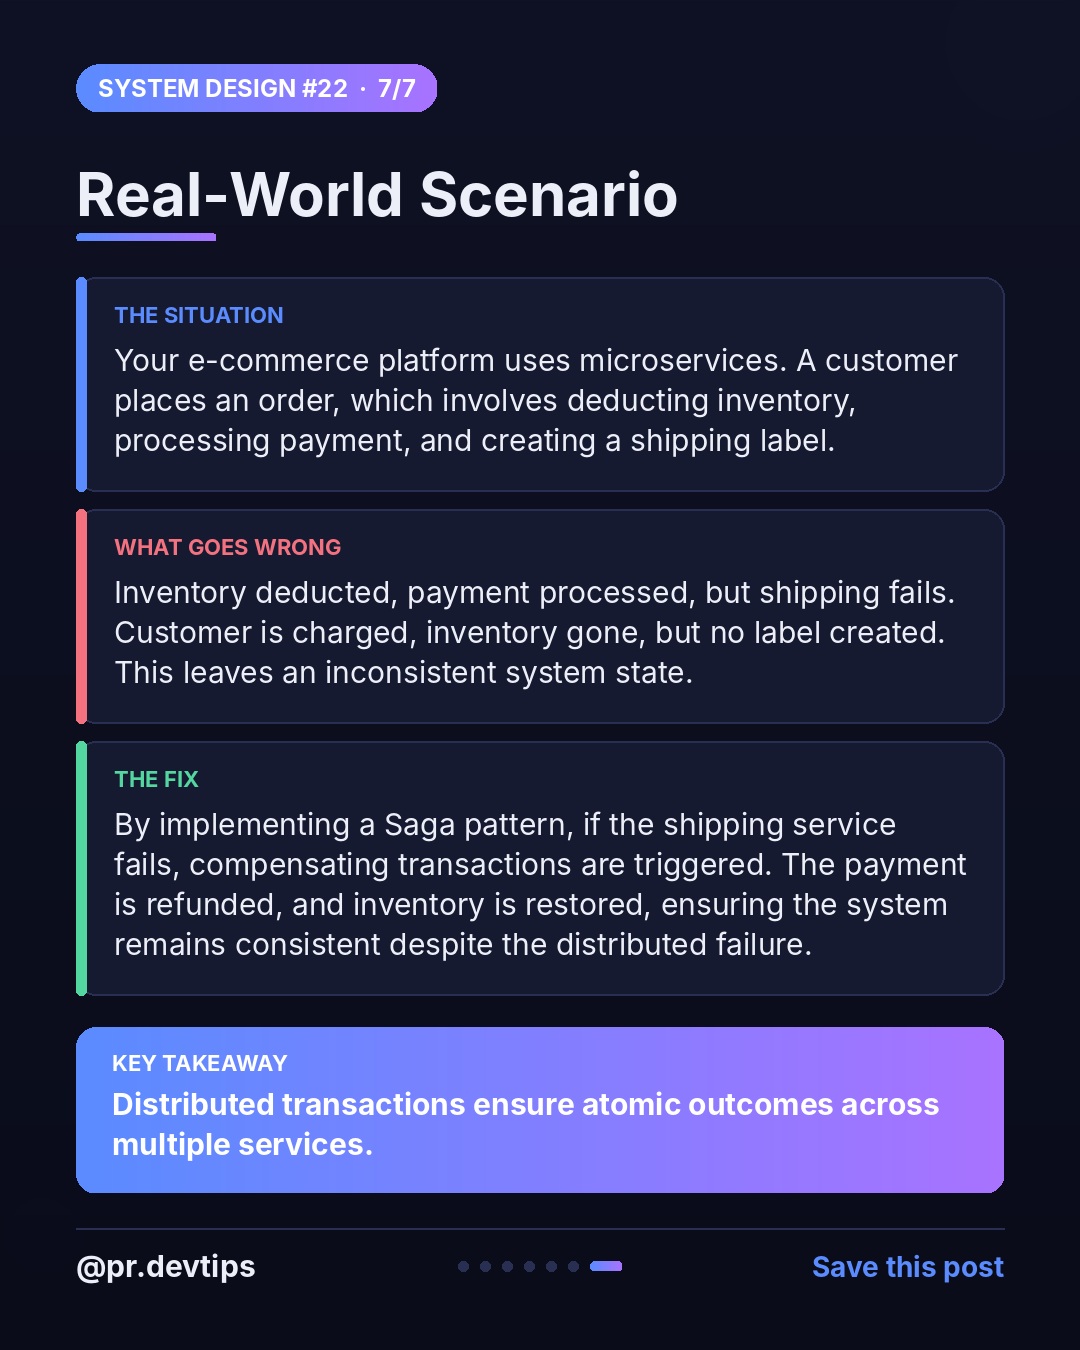 SYSTEM DESIGN #22 · 7/7
Real-World Scenario
THE SITUATION
Your e-commerce platform uses microservices. A customer
places an order, which involves deducting inventory,
processing payment, and creating a shipping label.
WHAT GOES WRONG
Inventory deducted, payment processed, but shipping fails.
Customer is charged, inventory gone, but no label created.
This leaves an inconsistent system state.
THE FIX
By implementing a Saga pattern, if the shipping service
fails, compensating transactions are triggered. The payment
is refunded, and inventory is restored, ensuring the system
remains consistent despite the distributed failure.
KEY TAKEAWAY
Distributed transactions ensure atomic outcomes across
multiple services.
@pr.devtips
Save this post